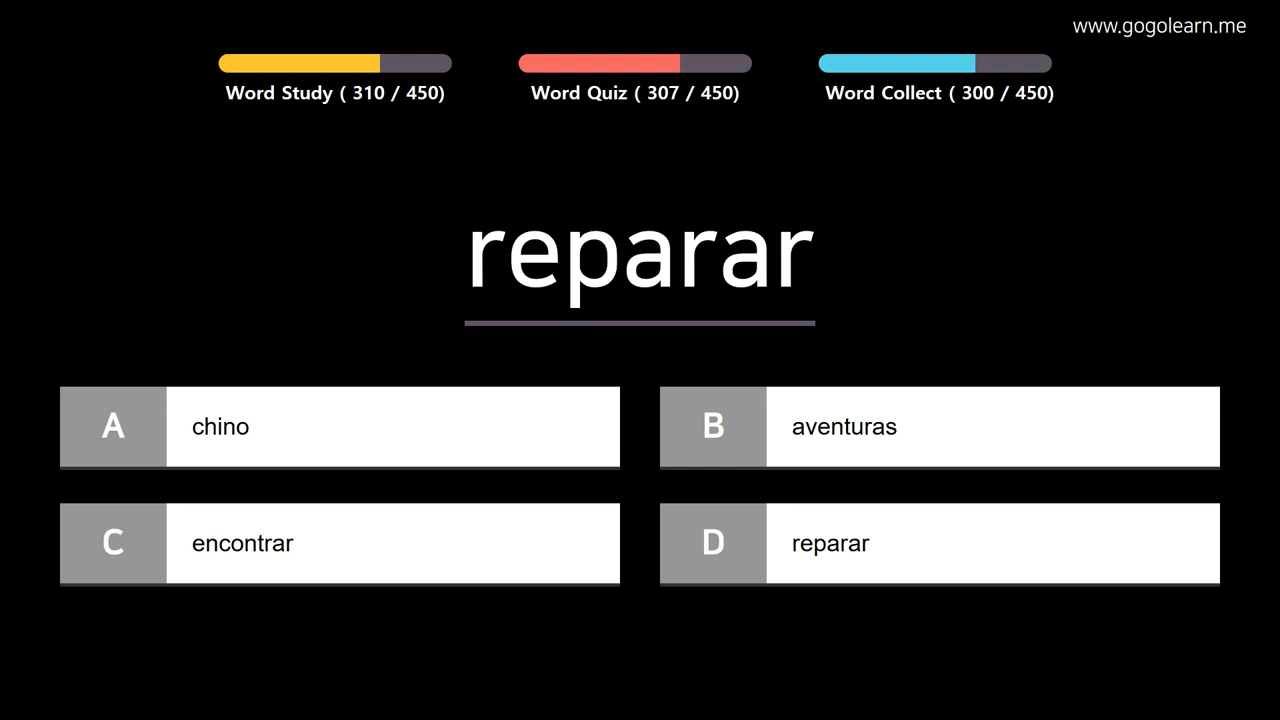 www.gogolearn.me
Word Study ( 310 / 450)
Word Quiz ( 307 / 450)
Word Collect ( 300 / 450)
reparar
A chino
B aventuras
C encontrar
D reparar